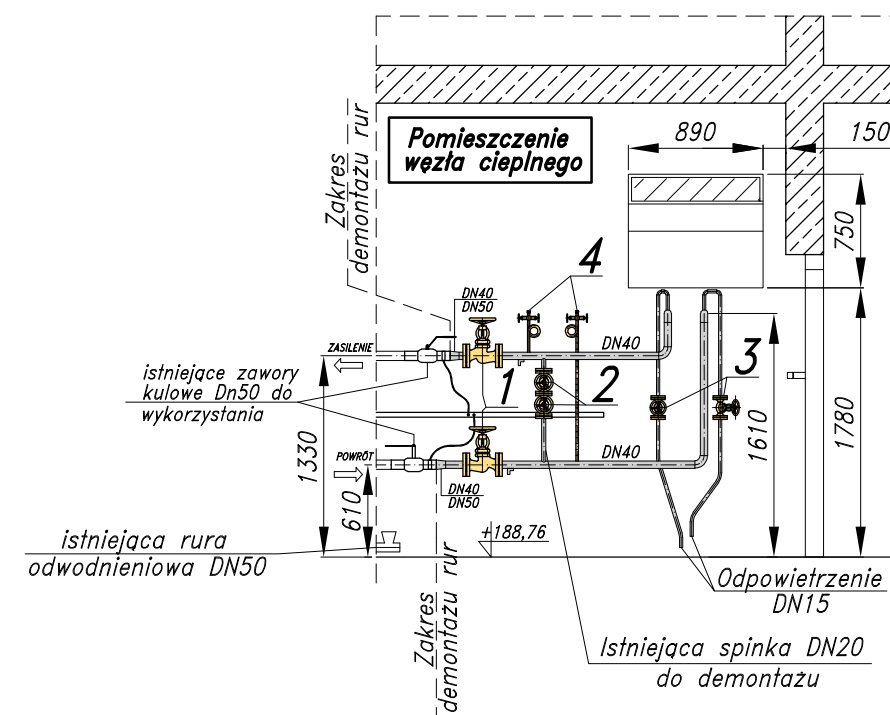 Pomieszczenie
węzła cieplnego
890
150
750
Zakres
demontażu rur
4
DN40
DN50
ZASILENIE
DN40
istniejące zawory
kulowe Dn50 do
wykorzystania
1
2
3
1330
610
1610
1780
POWRÓT
DN40
DN40
DN50
+188,76
istniejąca rura
odwodnieniowa DN50
Zakres
demontażu rur
Odpowietrzenie
DN15
Istniejąca spinka DN20
do demontażu